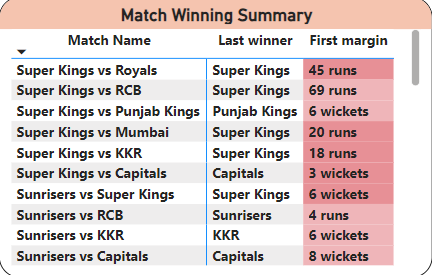 Match Winning Summary
Match Name Last winner First margin
Super Kings vs Royals Super Kings 45 runs
Super Kings vs RCB Super Kings 69 runs
Super Kings vs Punjab Kings Punjab Kings 6 wickets
Super Kings vs Mumbai Super Kings 20 runs
Super Kings vs KKR Super Kings 18 runs
Super Kings vs Capitals Capitals 3 wickets
Sunrisers vs Super Kings Super Kings 6 wickets
Sunrisers vs RCB Sunrisers 4 runs
Sunrisers vs KKR KKR 6 wickets
Sunrisers vs Capitals Capitals 8 wickets